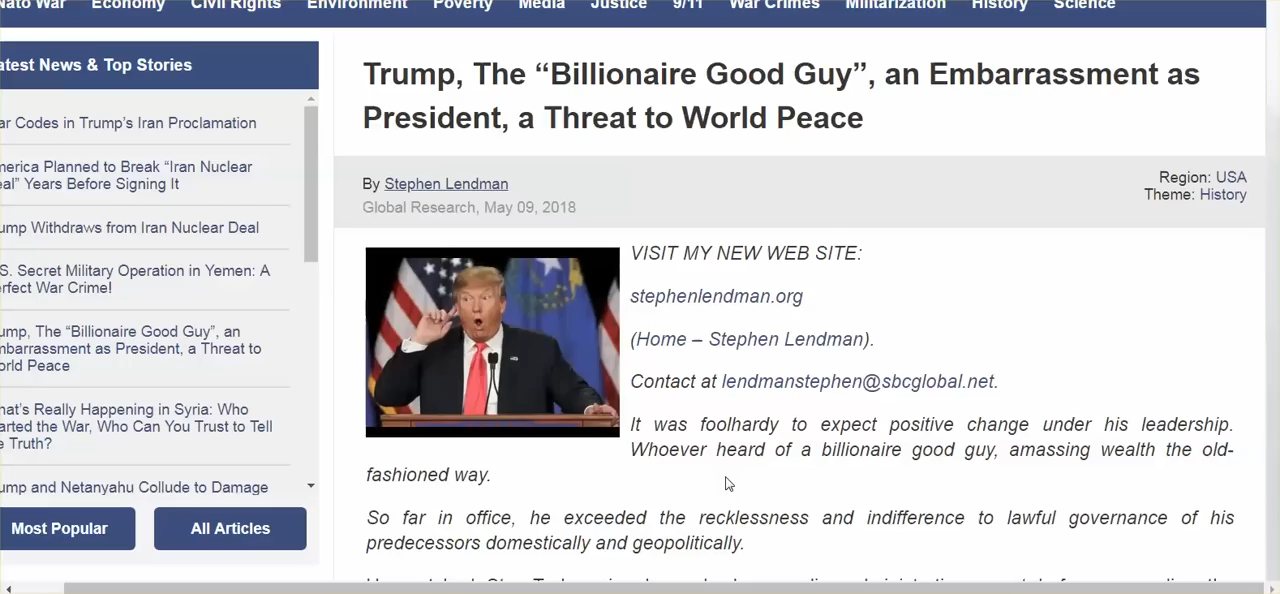 Nato War Economy Civil Rights Environment Poverty Media Justice 9/11 War Crimes Militarization History Science
atest News & Top Stories
ar Codes in Trump's Iran Proclamation
merica Planned to Break “Iran Nuclear
eal” Years Before Signing It
ump Withdraws from Iran Nuclear Deal
S. Secret Military Operation in Yemen: A
erfect War Crime!
ump, The “Billionaire Good Guy”, an
mbarrassment as President, a Threat to
orld Peace
hat's Really Happening in Syria: Who
arted the War, Who Can You Trust to Tell
e Truth?
ump and Netanyahu Collude to Damage
Most Popular
All Articles
Trump, The “Billionaire Good Guy”, an Embarrassment as
President, a Threat to World Peace
By Stephen Lendman
Global Research, May 09, 2018
Region: USA
Theme: History
VISIT MY NEW WEB SITE:
stephenlendman.org
(Home – Stephen Lendman).
Contact at lendmanstephen@sbcglobal.net.
It was foolhardy to expect positive change under his leadership.
Whoever heard of a billionaire good guy, amassing wealth the old-
fashioned way.
So far in office, he exceeded the recklessness and indifference to lawful governance of his
predecessors domestically and geopolitically.